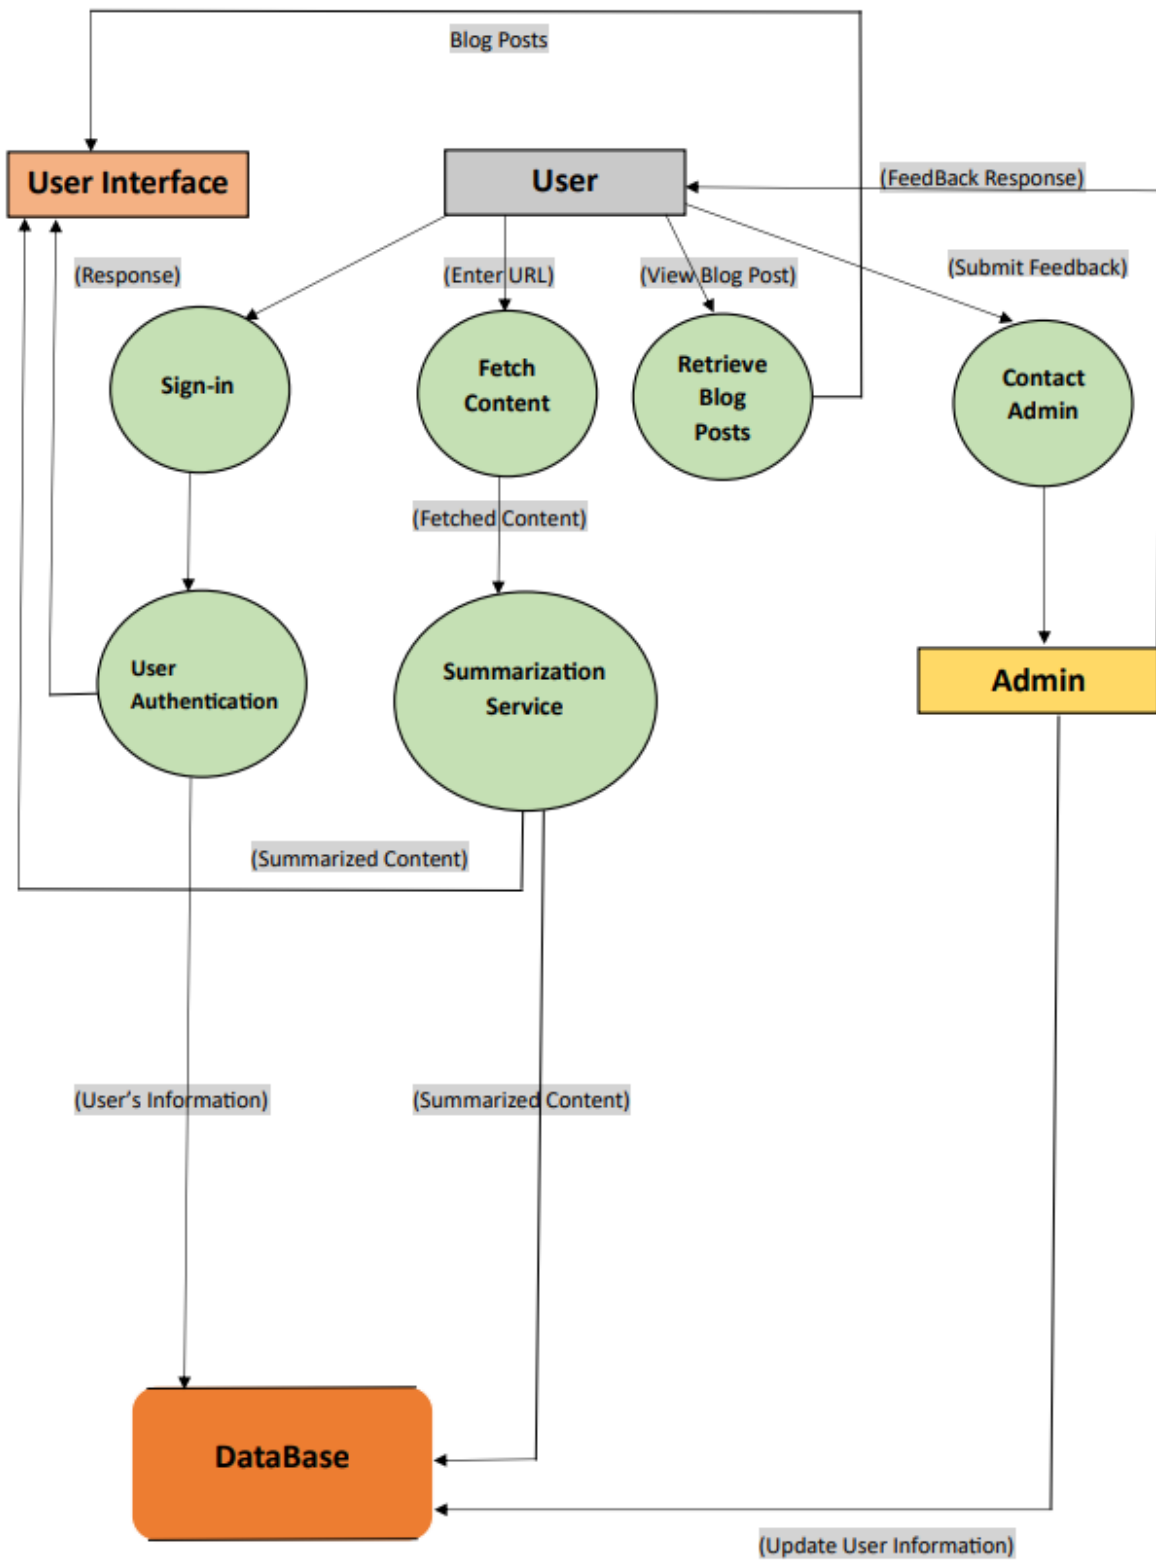 Blog Posts
User Interface
User
(FeedBack Response)
(Response)
(Enter URL)
(View Blog Post)
(Submit Feedback)
Sign-in
Fetch
Content
Retrieve
Blog
Posts
Contact
Admin
(Fetched Content)
User
Authentication
Summarization
Service
Admin
(Summarized Content)
(User's Information)
(Summarized Content)
DataBase
(Update User Information)